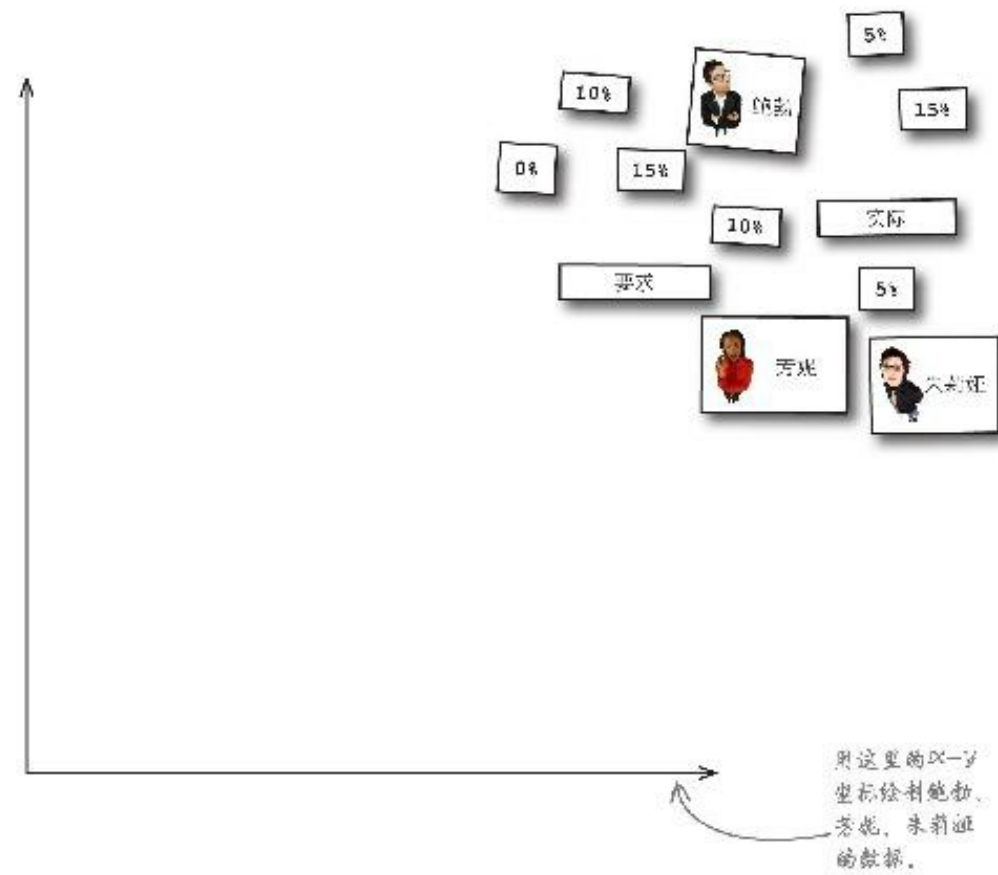 5%
10%
鲍勃
15%
0%
15%
10%
实际
要求
5%
芳妮
朱莉娅
用这里的x-y
坐标绘制鲍勃、
芳妮、朱莉娅
的数据。